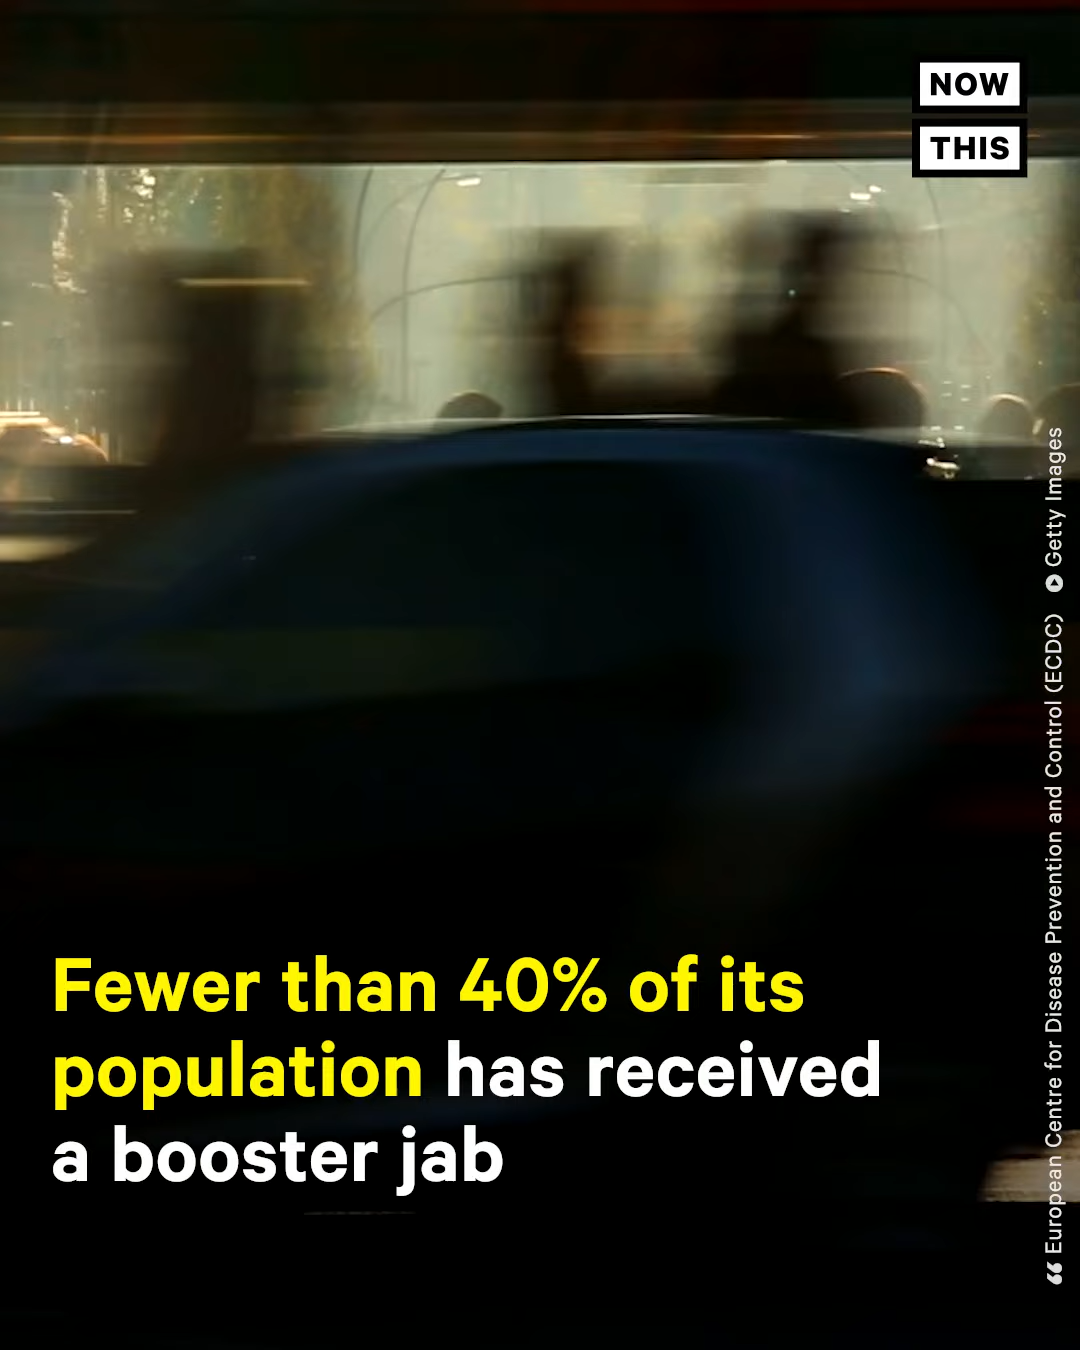 NOW
THIS
Fewer than 40% of its
population has received
a booster jab
❝ European Centre for Disease Prevention and Control (ECDC) Getty Images